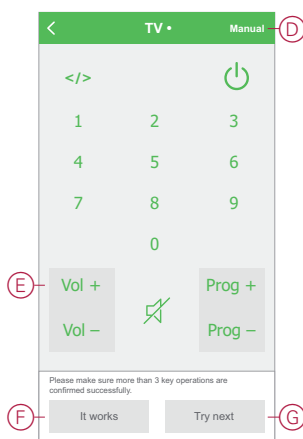 < TV • Manual D
</>
1 2 3
4 5 6
7 8 9
0
E Vol + Prog +
Vol – Prog –
Please make sure more than 3 key operations are
confirmed successfully.
F It works Try next G